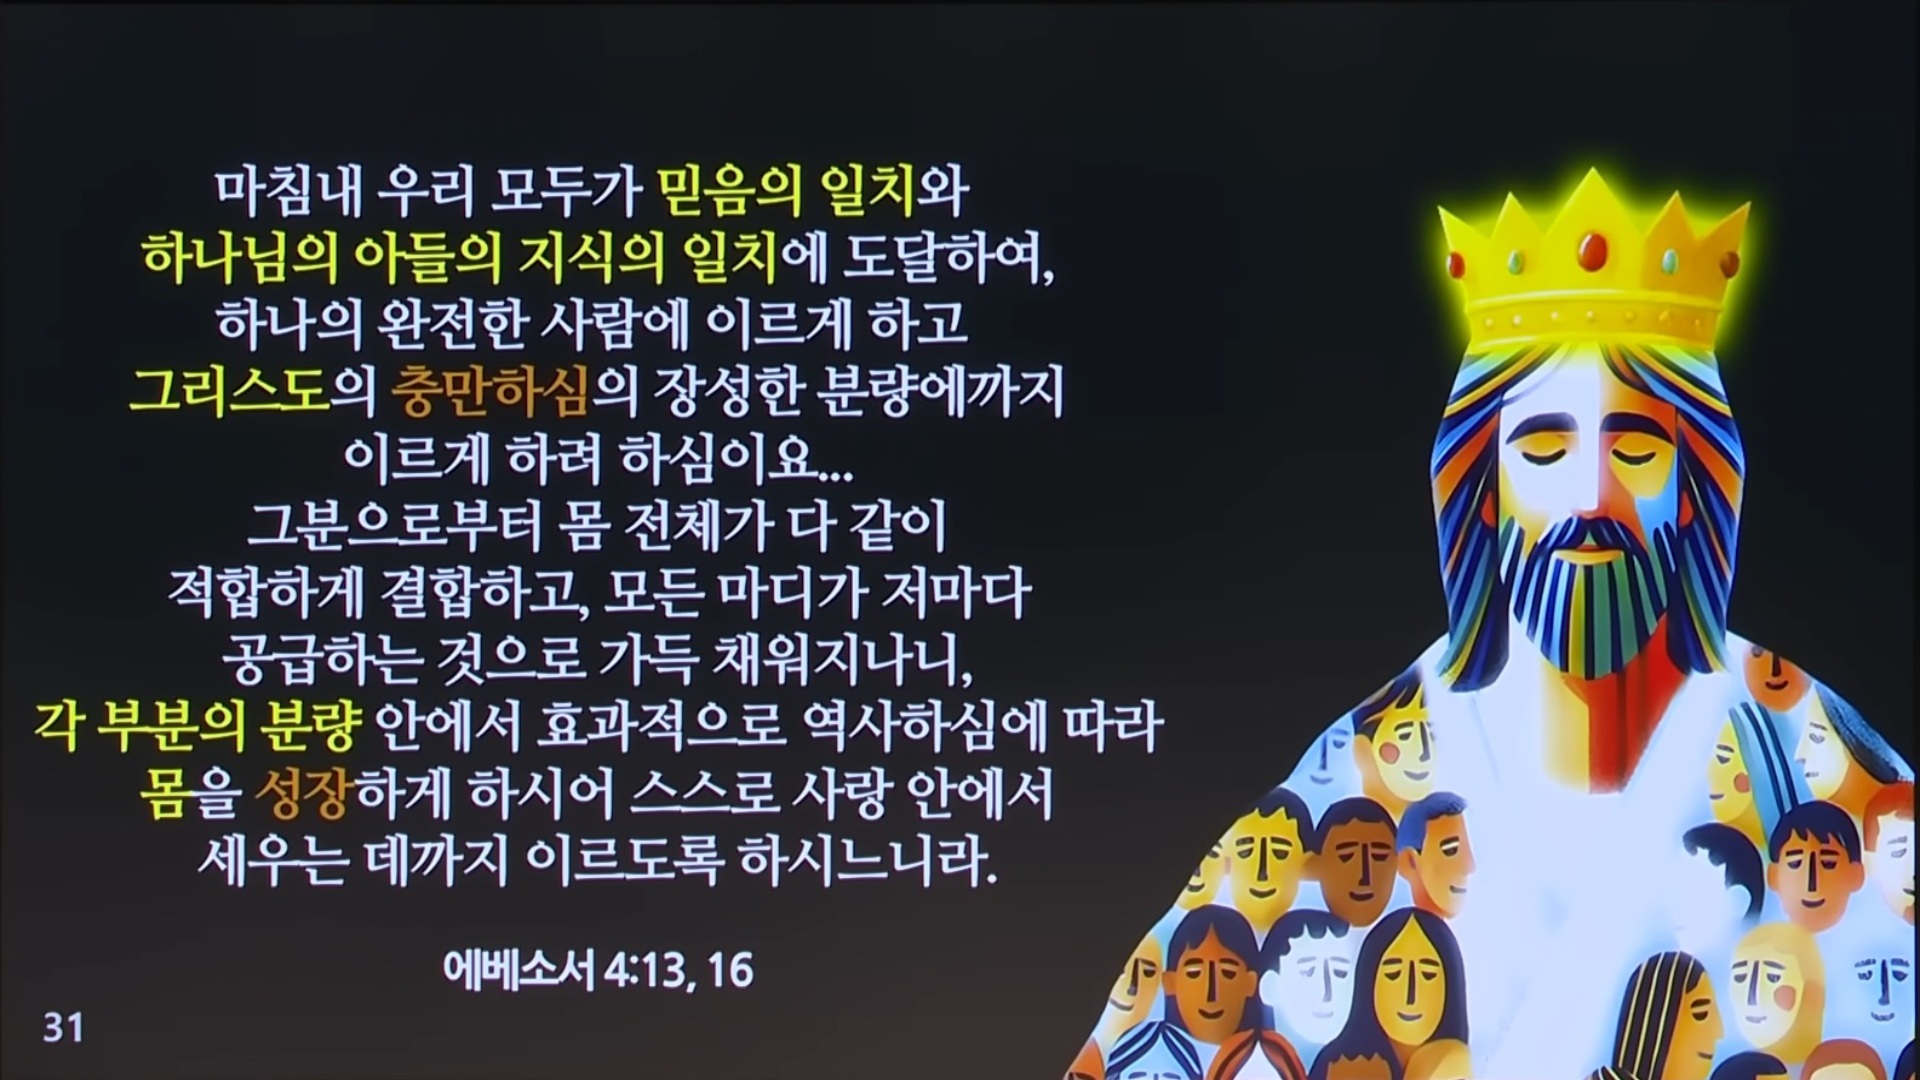 마침내 우리 모두가 믿음의 일치와
하나님의 아들의 지식의 일치에 도달하여,
하나의 완전한 사람에 이르게 하고
그리스도의 충만하심의 장성한 분량에까지
이르게 하려 하심이요...
그분으로부터 몸 전체가 다 같이
적합하게 결합하고, 모든 마디가 저마다
공급하는 것으로 가득 채워지나니,
각 부분의 분량 안에서 효과적으로 역사하심에 따라
몸을 성장하게 하시어 스스로 사랑 안에서
세우는 데까지 이르도록 하시느니라.
에베소서 4:13, 16
31